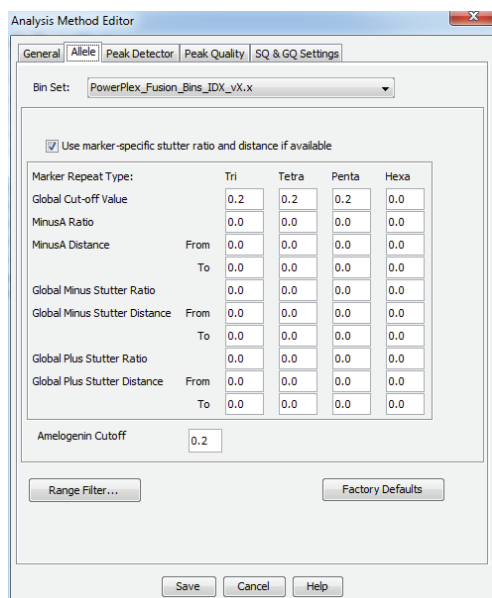 Analysis Method Editor
General Allele Peak Detector Peak Quality SQ & GQ Settings
Bin Set: PowerPlex_Fusion_Bins_IDX_vX.x
Use marker-specific stutter ratio and distance if available
Marker Repeat Type: Tri Tetra Penta Hexa
Global Cut-off Value 0.2 0.2 0.2 0.0
MinusA Ratio 0.0 0.0 0.0 0.0
MinusA Distance From 0.0 0.0 0.0 0.0
To 0.0 0.0 0.0 0.0
Global Minus Stutter Ratio 0.0 0.0 0.0 0.0
Global Minus Stutter Distance From 0.0 0.0 0.0 0.0
To 0.0 0.0 0.0 0.0
Global Plus Stutter Ratio 0.0 0.0 0.0 0.0
Global Plus Stutter Distance From 0.0 0.0 0.0 0.0
To 0.0 0.0 0.0 0.0
Amelogenin Cutoff 0.2
Range Filter... Factory Defaults
Save Cancel Help